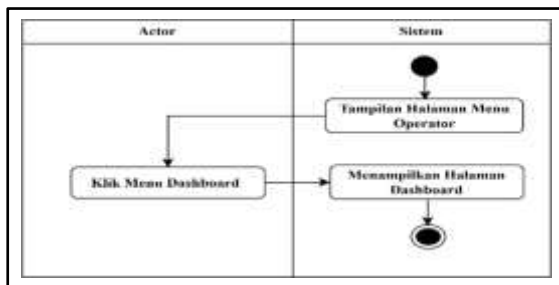 Actor
Sistem
Tampilan Halaman Menu
Operator
Klik Menu Dashboard
Menampilkan Halaman
Dashboard